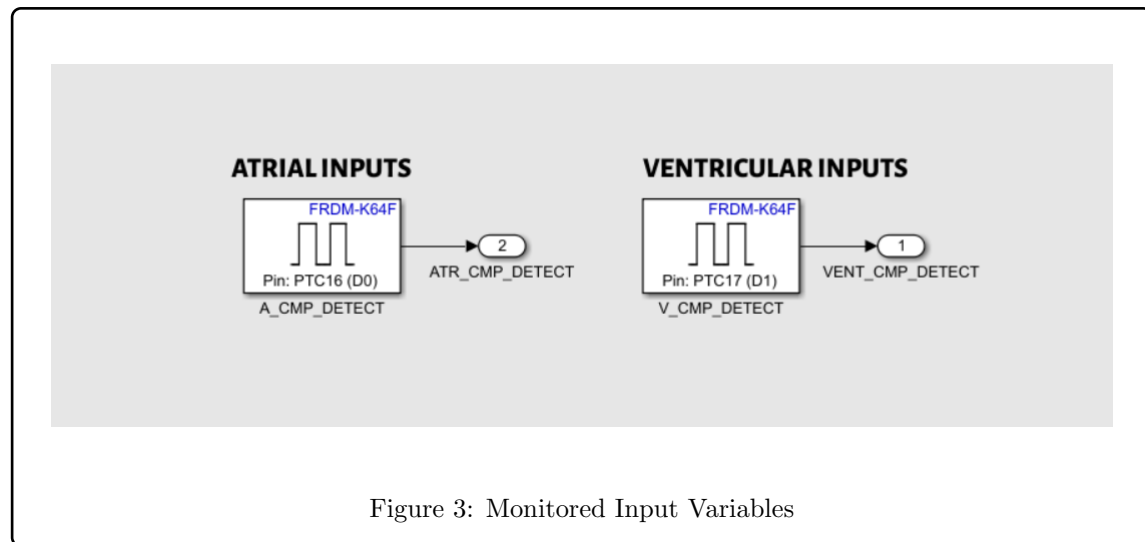 ATRIAL INPUTS
FRDM-K64F
Pin: PTC16 (D0)
A_CMP_DETECT
2
ATR_CMP_DETECT
VENTRICULAR INPUTS
FRDM-K64F
Pin: PTC17 (D1)
V_CMP_DETECT
1
VENT_CMP_DETECT
Figure 3: Monitored Input Variables